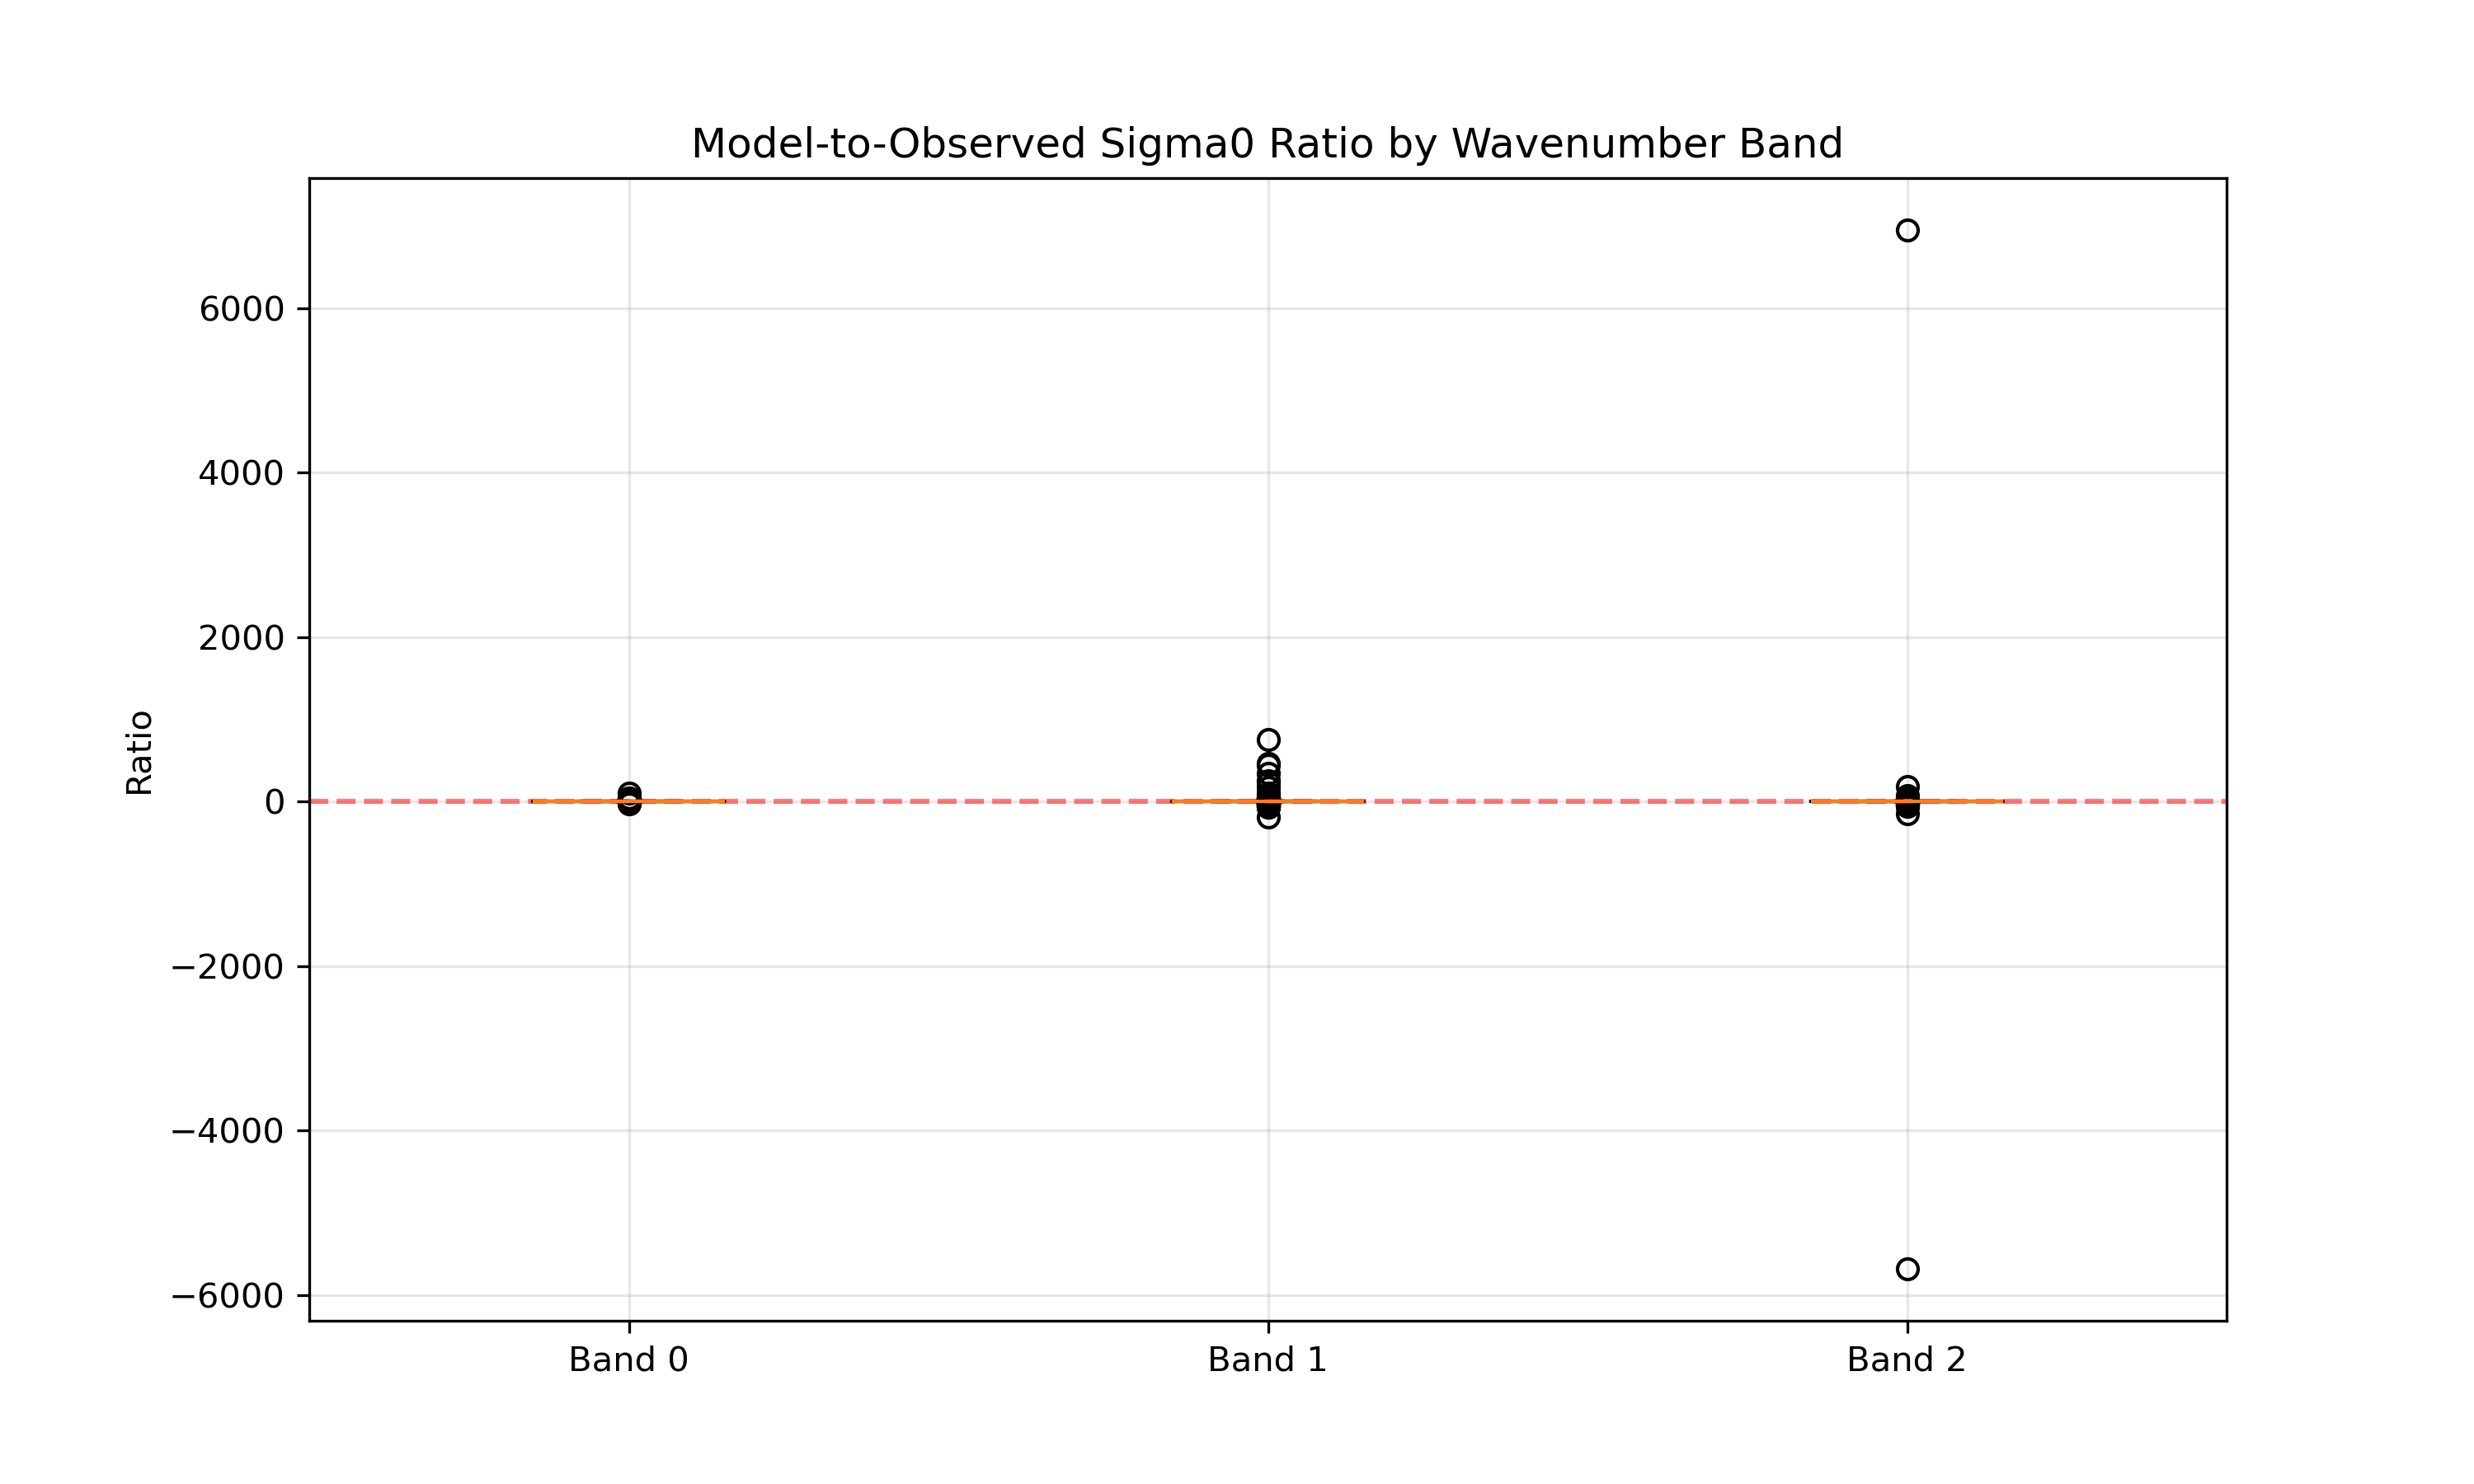 Model-to-Observed Sigma0 Ratio by Wavenumber Band
Ratio
6000
4000
2000
0
−2000
−4000
−6000
Band 0
Band 1
Band 2